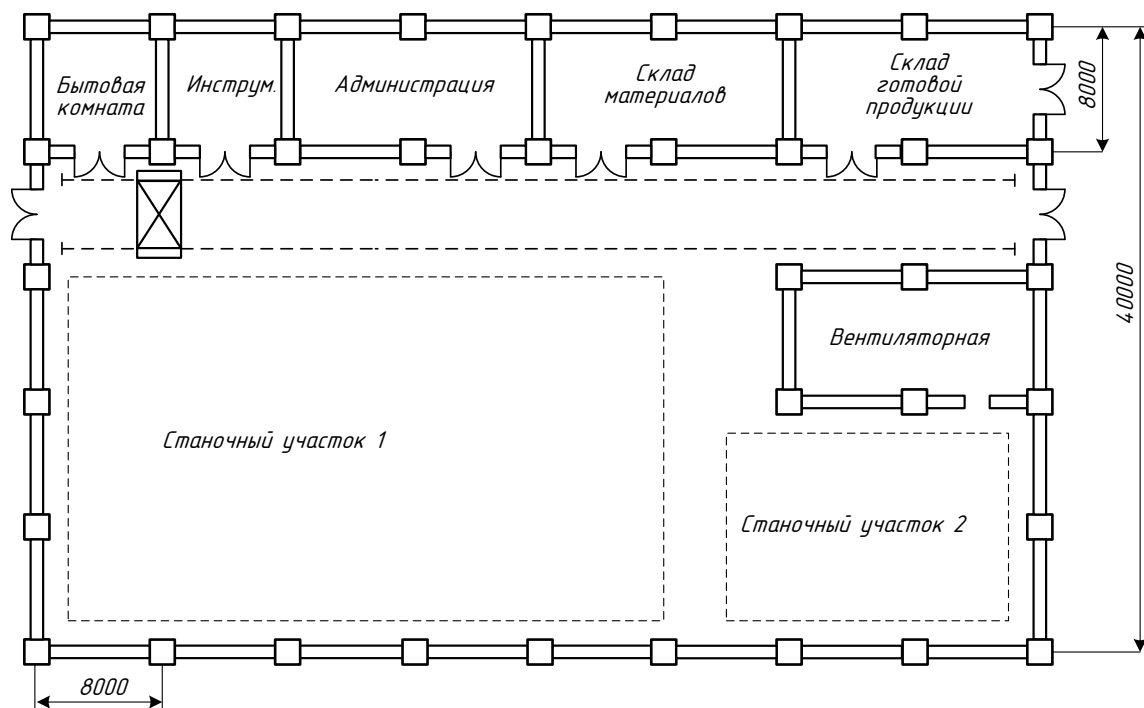 Бытовая
комната
Инструм.
Администрация
Склад
материалов
Склад
готовой
продукции
8000
40000
Вентиляторная
Станочный участок 1
Станочный участок 2
8000